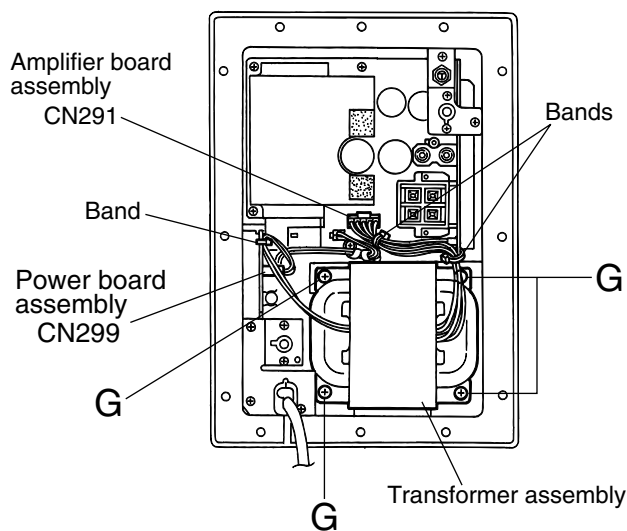 Amplifier board
assembly
CN291
Bands
Band
Power board
assembly
CN299
G
G
Transformer assembly
G